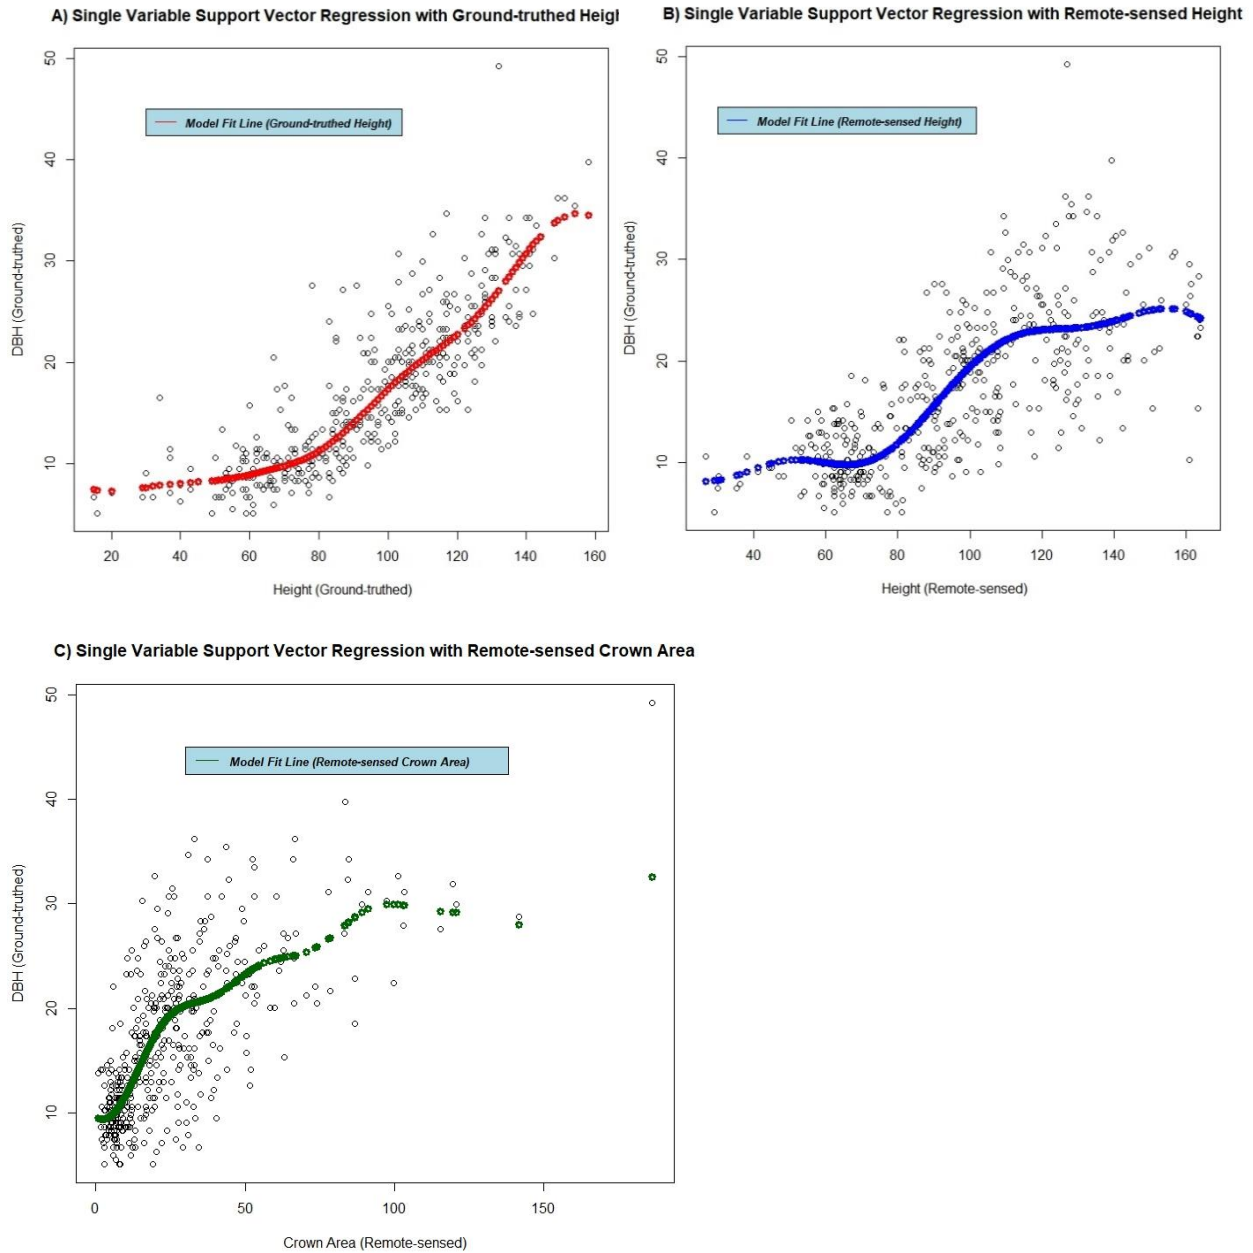 A) Single Variable Support Vector Regression with Ground-truthed Heigh
50
40
30
20
10
DBH (Ground-truthed)
Model Fit Line (Ground-truthed Height)
20 40 60 80 100 120 140 160
Height (Ground-truthed)
B) Single Variable Support Vector Regression with Remote-sensed Height
50
40
30
20
10
DBH (Ground-truthed)
Model Fit Line (Remote-sensed Height)
40 60 80 100 120 140 160
Height (Remote-sensed)
C) Single Variable Support Vector Regression with Remote-sensed Crown Area
50
40
30
20
10
DBH (Ground-truthed)
Model Fit Line (Remote-sensed Crown Area)
0 50 100 150
Crown Area (Remote-sensed)